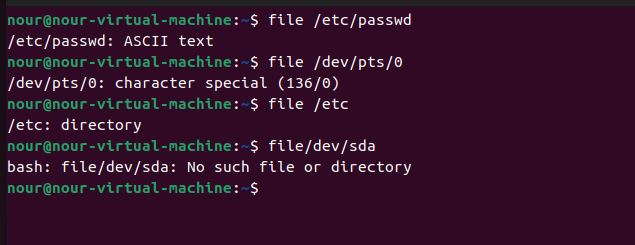 nour@nour-virtual-machine:~$ file /etc/passwd
/etc/passwd: ASCII text
nour@nour-virtual-machine:~$ file /dev/pts/0
/dev/pts/0: character special (136/0)
nour@nour-virtual-machine:~$ file /etc
/etc: directory
nour@nour-virtual-machine:~$ file/dev/sda
bash: file/dev/sda: No such file or directory
nour@nour-virtual-machine:~$